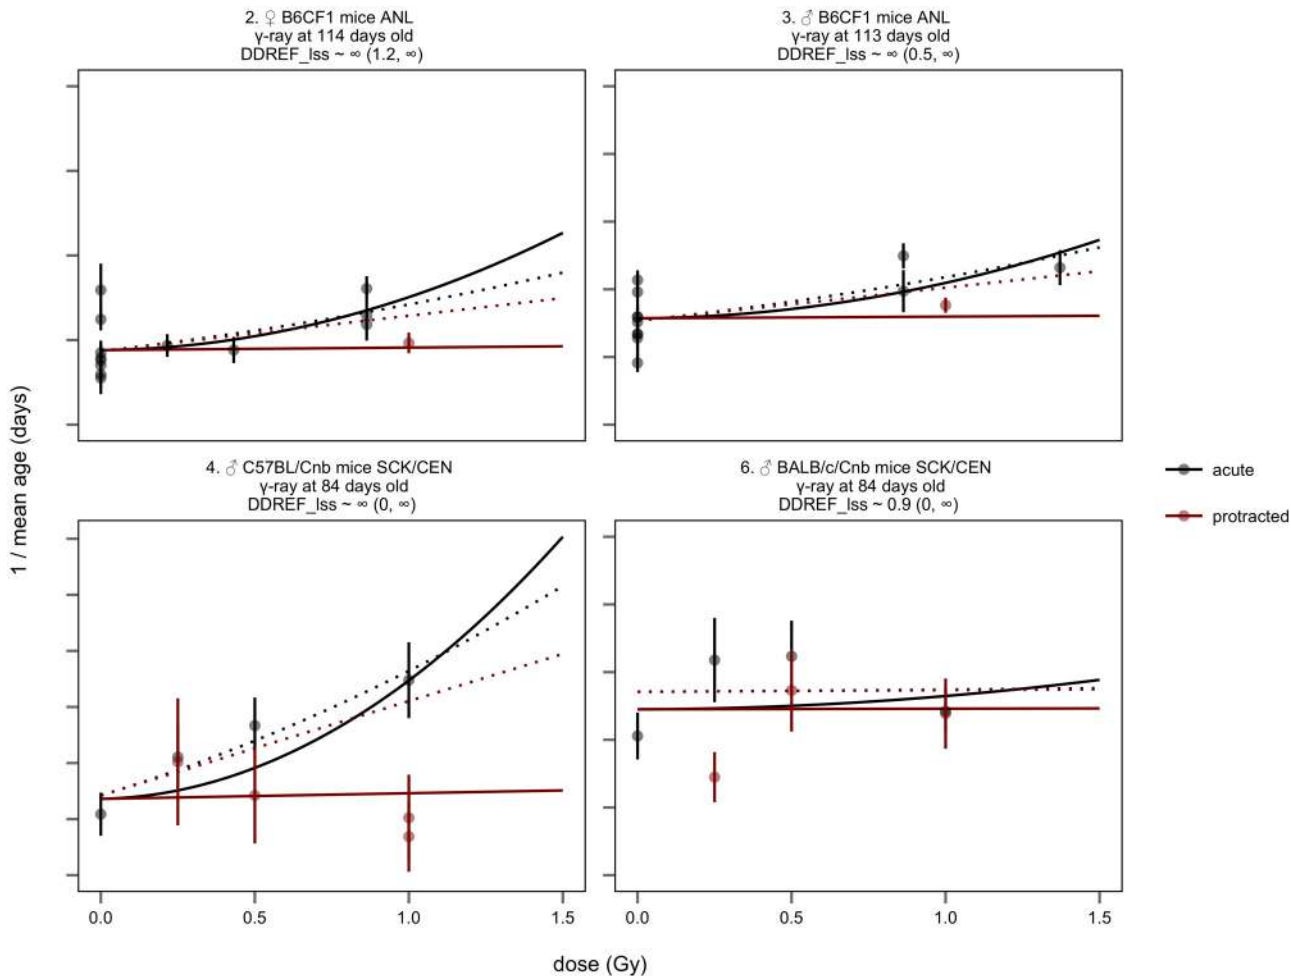 2. ♀ B6CF1 mice ANL
γ-ray at 114 days old
DDREF_lss ~ ∞ (1.2, ∞)
3. ♂ B6CF1 mice ANL
γ-ray at 113 days old
DDREF_lss ~ ∞ (0.5, ∞)
1 / mean age (days)
4. ♂ C57BL/Cnb mice SCK/CEN
γ-ray at 84 days old
DDREF_lss ~ ∞ (0, ∞)
6. ♂ BALB/c/Cnb mice SCK/CEN
γ-ray at 84 days old
DDREF_lss ~ 0.9 (0, ∞)
acute
protracted
0.0 0.5 1.0 1.5
0.0 0.5 1.0 1.5
dose (Gy)